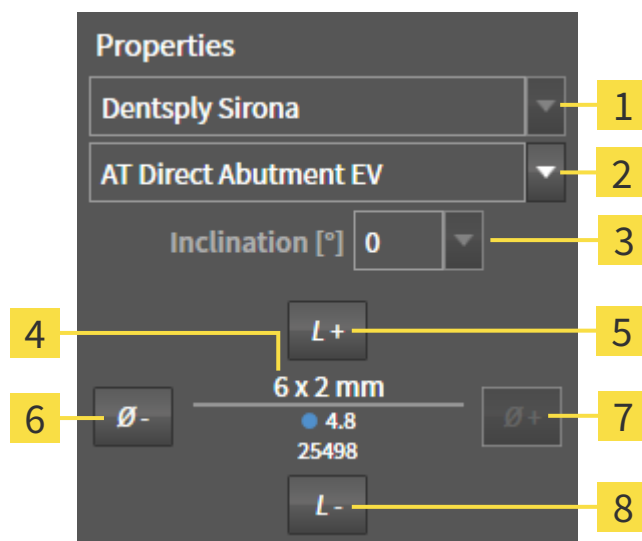 Properties
Dentsply Sirona
1
AT Direct Abutment EV
2
Inclination [°] 0
3
4
L +
5
6 x 2 mm
6
Ø -
4.8
Ø +
7
25498
L -
8